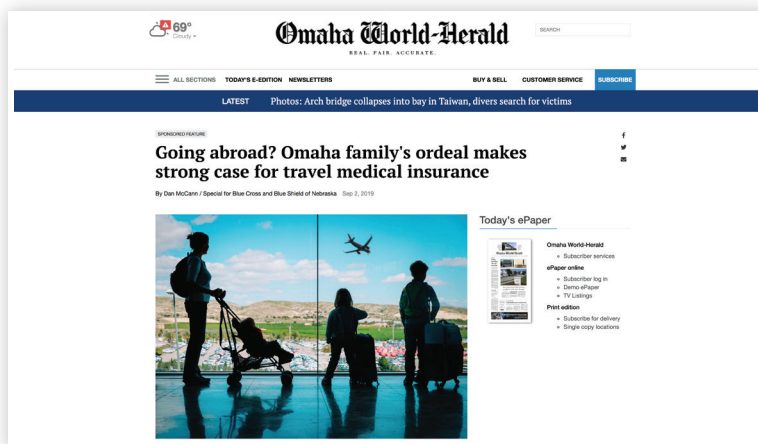 69°
Cloudy
Omaha World-Herald
REAL. FAIR. ACCURATE.
SEARCH
ALL SECTIONS TODAY'S E-EDITION NEWSLETTERS BUY & SELL CUSTOMER SERVICE SUBSCRIBE
LATEST Photos: Arch bridge collapses into bay in Taiwan, divers search for victims
SPONSORED FEATURE
Going abroad? Omaha family's ordeal makes
strong case for travel medical insurance
By Dan McCann / Special for Blue Cross and Blue Shield of Nebraska Sep 2, 2019
Today's ePaper
Omaha World-Herald
Subscriber services
ePaper online
Subscriber log in
Demo ePaper
TV Listings
Print edition
Subscribe for delivery
Single copy locations